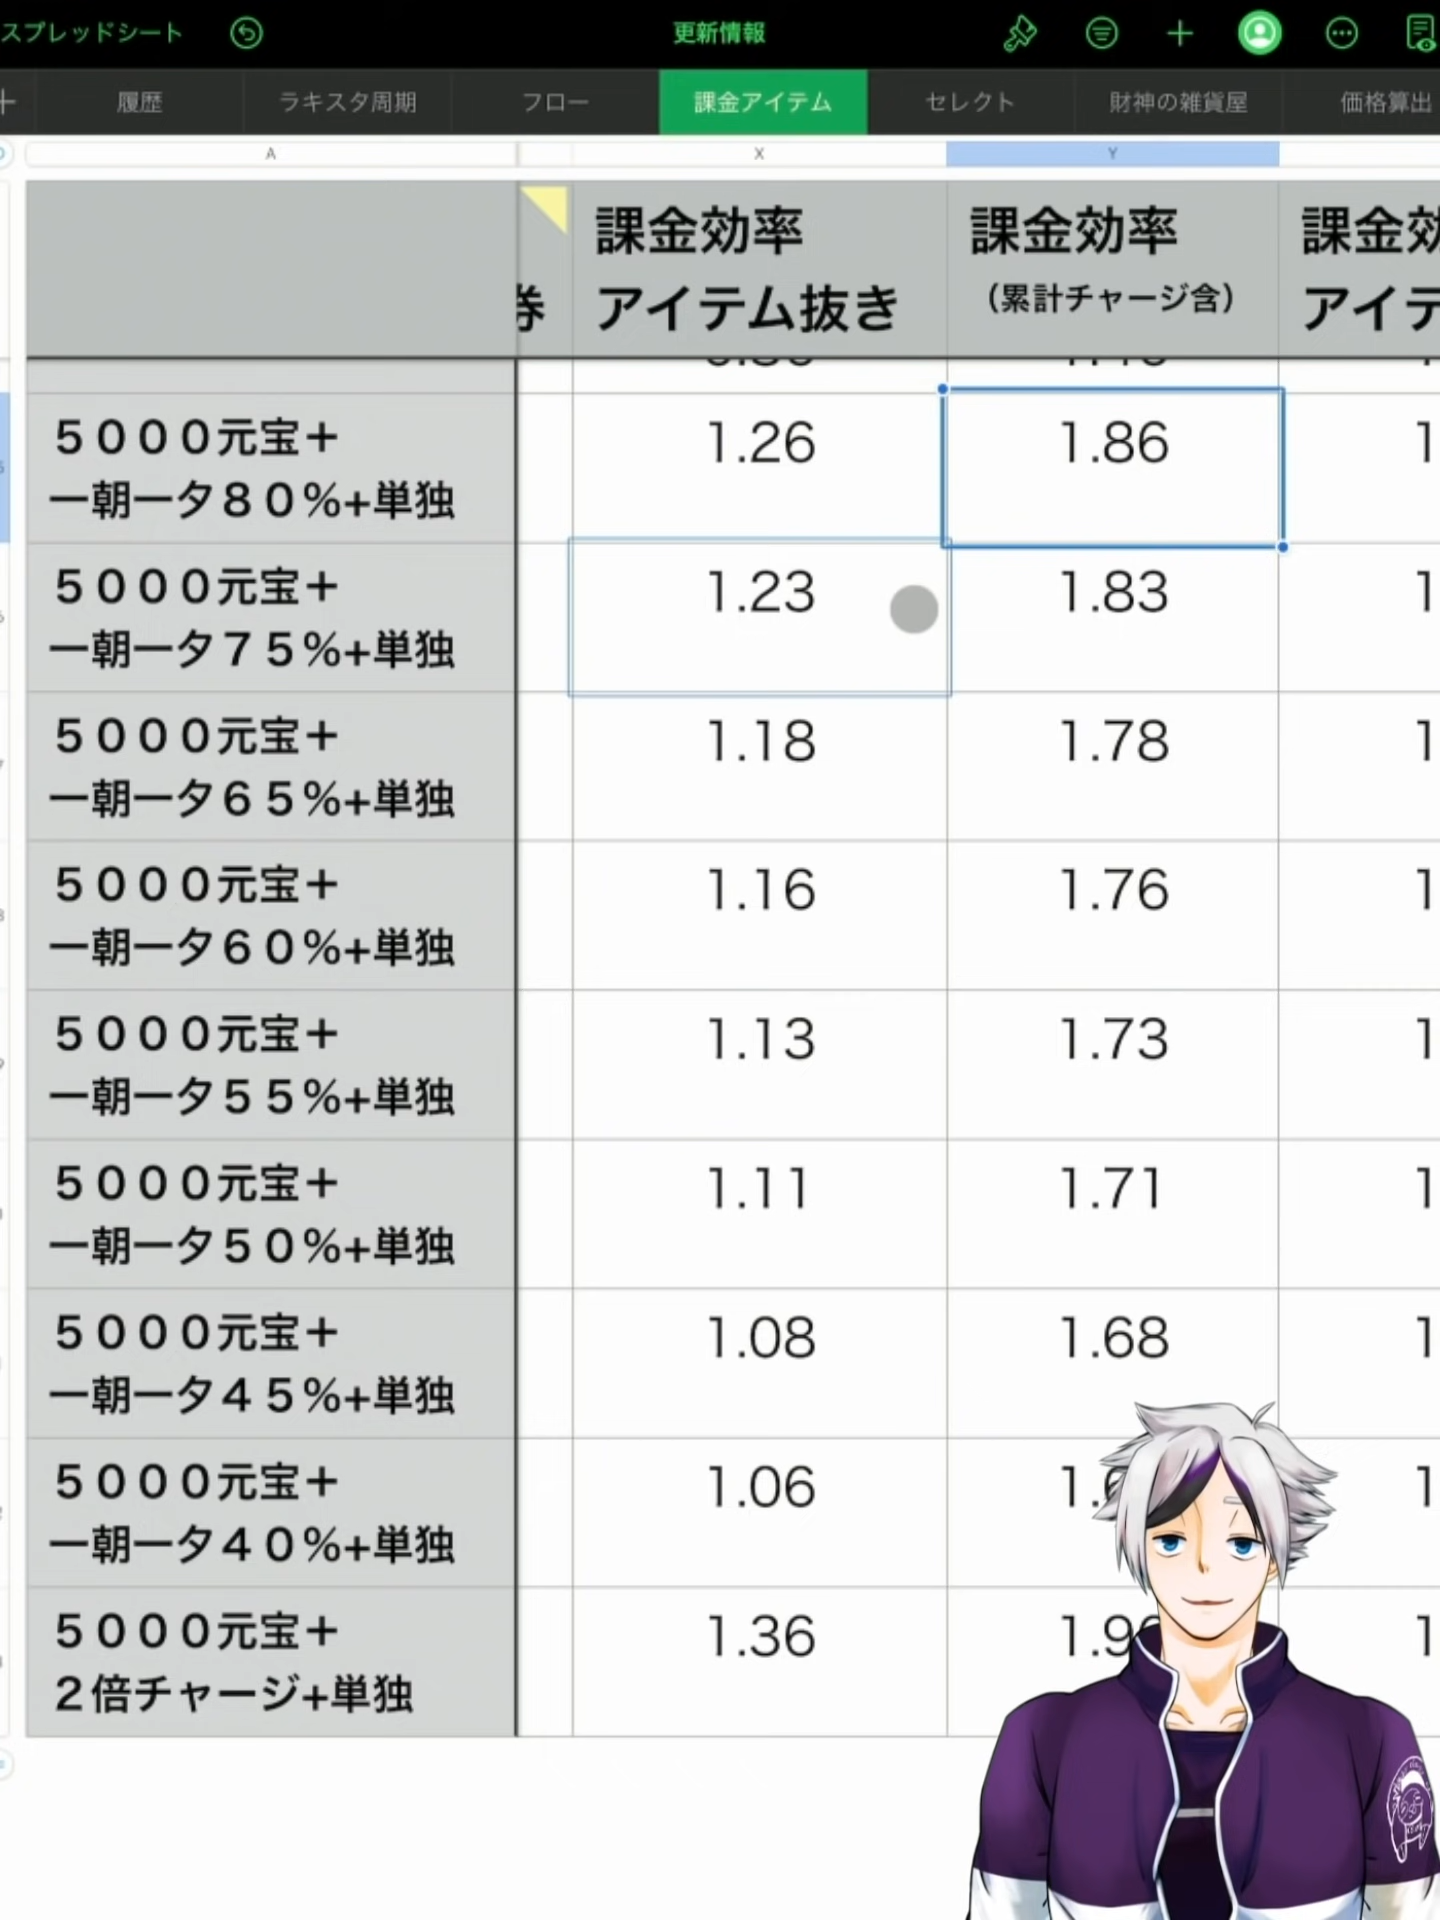 スプレッドシート
更新情報
履歴
ラキスタ周期
フロー
課金アイテム
セレクト
財神の雑貨屋
価格算出
A
X
Y
券
課金効率
アイテム抜き
課金効率
（累計チャージ含）
課金効
アイテ
５０００元宝＋
一朝一夕８０％+単独
1.26
1.86
1
５０００元宝＋
一朝一夕７５％+単独
1.23
1.83
1
５０００元宝＋
一朝一夕６５％+単独
1.18
1.78
1
５０００元宝＋
一朝一夕６０％+単独
1.16
1.76
1
５０００元宝＋
一朝一夕５５％+単独
1.13
1.73
1
５０００元宝＋
一朝一夕５０％+単独
1.11
1.71
1
５０００元宝＋
一朝一夕４５％+単独
1.08
1.68
1
５０００元宝＋
一朝一夕４０％+単独
1.06
1
５０００元宝＋
２倍チャージ+単独
1.36
1